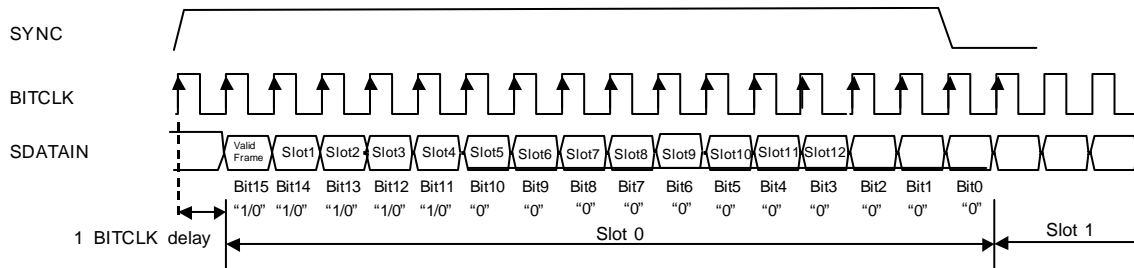 SYNC
BITCLK
SDATAIN
Valid Frame Slot1 Slot2 Slot3 Slot4 Slot5 Slot6 Slot7 Slot8 Slot9 Slot10 Slot11 Slot12
Bit15 Bit14 Bit13 Bit12 Bit11 Bit10 Bit9 Bit8 Bit7 Bit6 Bit5 Bit4 Bit3 Bit2 Bit1 Bit0
“1/0” “1/0” “1/0” “1/0” “1/0” “0” “0” “0” “0” “0” “0” “0” “0” “0” “0” “0”
1 BITCLK delay Slot 0 Slot 1